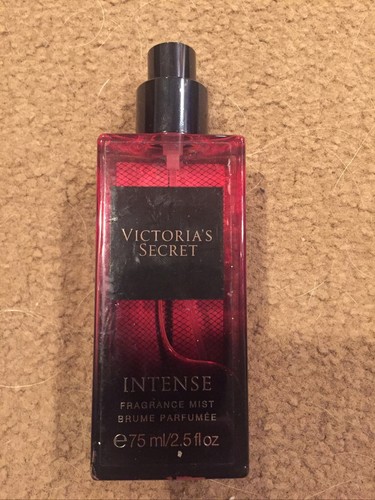 VICTORIA'S
SECRET
INTENSE
FRAGRANCE MIST
BRUME PARFUMÉE
℮75 ml/2.5 fl oz